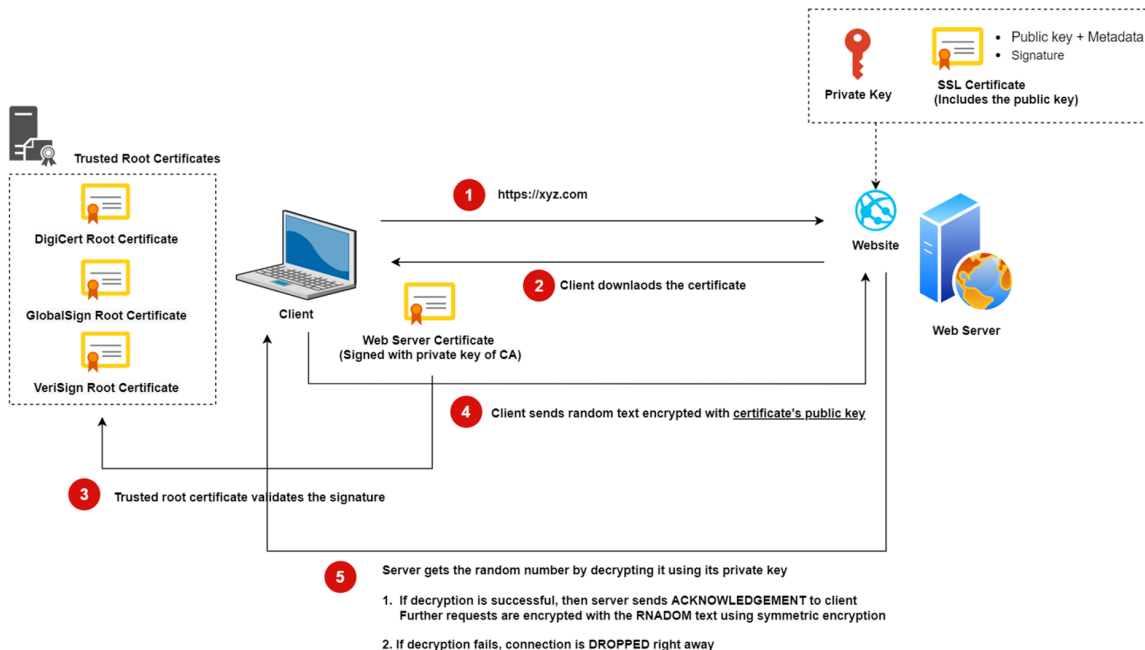 • Public key + Metadata
• Signature
Private Key
SSL Certificate
(Includes the public key)
Trusted Root Certificates
DigiCert Root Certificate
GlobalSign Root Certificate
VeriSign Root Certificate
1
https://xyz.com
Website
Web Server
Client
2
Client downlaods the certificate
Web Server Certificate
(Signed with private key of CA)
4
Client sends random text encrypted with certificate's public key
3
Trusted root certificate validates the signature
5
Server gets the random number by decrypting it using its private key
1. If decryption is successful, then server sends ACKNOWLEDGEMENT to client
Further requests are encrypted with the RNADOM text using symmetric encryption
2. If decryption fails, connection is DROPPED right away